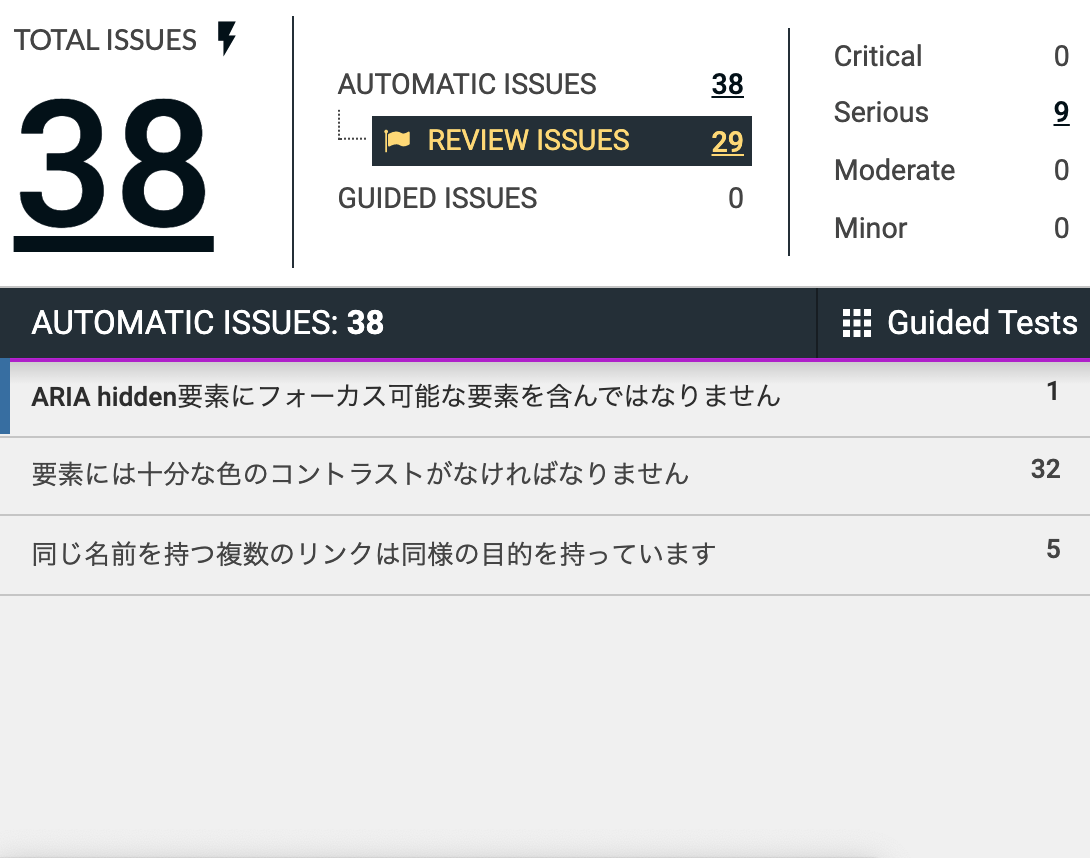 TOTAL ISSUES
38
AUTOMATIC ISSUES 38
REVIEW ISSUES 29
GUIDED ISSUES 0
Critical 0
Serious 9
Moderate 0
Minor 0
AUTOMATIC ISSUES: 38
Guided Tests
ARIA hidden要素にフォーカス可能な要素を含んではなりません 1
要素には十分な色のコントラストがなければなりません 32
同じ名前を持つ複数のリンクは同様の目的を持っています 5